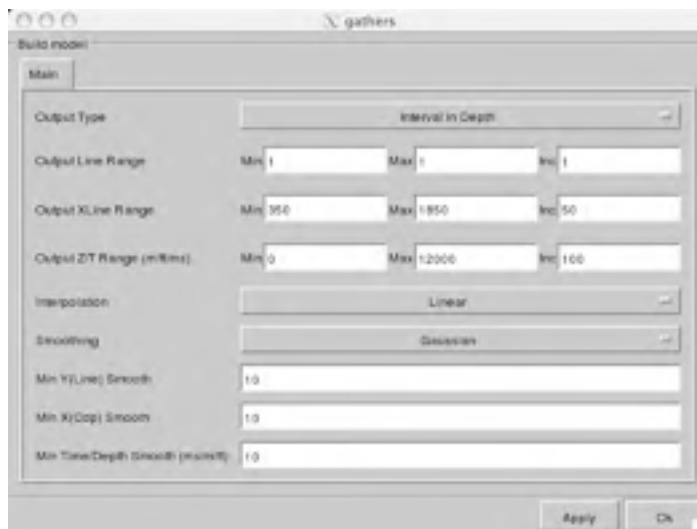 X gathers
Build model
Main
Output Type Interval in Depth
Output Line Range Min 1 Max 1 Inc 1
Output XLine Range Min 350 Max 1850 Inc 50
Output Z/T Range (m/ft/ms) Min 0 Max 12000 Inc 100
Interpolation Linear
Smoothing Gaussian
Min Y(Line) Smooth 10
Min X(Cdp) Smooth 10
Min Time/Depth Smooth (ms/m/ft) 10
Apply Ok